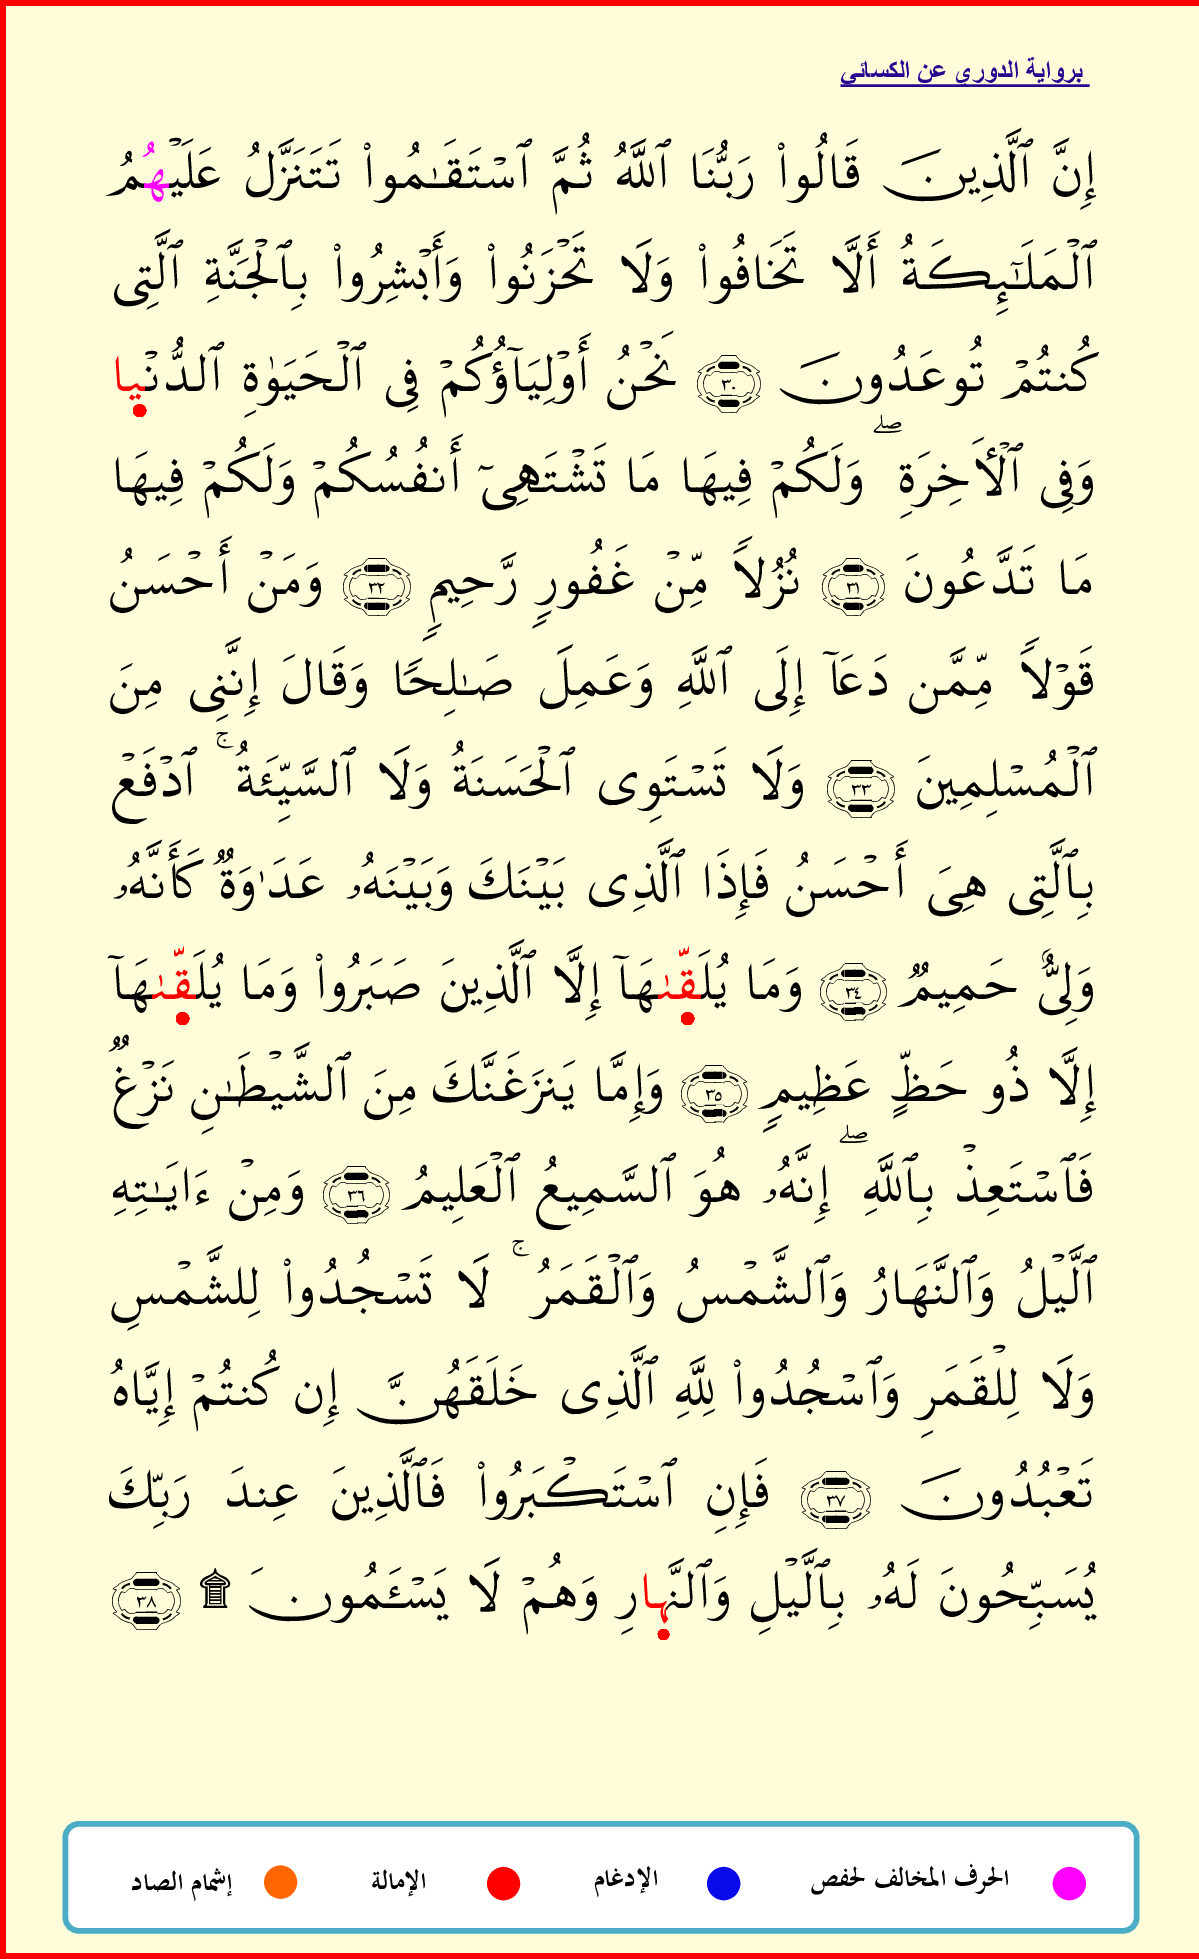 برواية الدوري عن الكسائي
إِنَّ ٱلَّذِينَ قَالُواْ رَبُّنَا ٱللَّهُ ثُمَّ ٱسْتَقَـٰمُواْ تَتَنَزَّلُ عَلَيْهُمُ
ٱلْمَلَـٰٓئِكَةُ أَلَّا تَخَافُواْ وَلَا تَحْزَنُواْ وَأَبْشِرُواْ بِٱلْجَنَّةِ ٱلَّتِى
كُنتُمْ تُوعَدُونَ ٣٠ نَحْنُ أَوْلِيَآؤُكُمْ فِى ٱلْحَيَوٰةِ ٱلدُّنْيا
وَفِى ٱلْأَخِرَةِ ۖ وَلَكُمْ فِيهَا مَا تَشْتَهِىٓ أَنفُسُكُمْ وَلَكُمْ فِيهَا
مَا تَدَّعُونَ ٣١ نُزُلاً مِّنْ غَفُورٍ رَّحِيمٍ ٣٢ وَمَنْ أَحْسَنُ
قَوْلاً مِّمَّن دَعَآ إِلَى ٱللَّهِ وَعَمِلَ صَـٰلِحًا وَقَالَ إِنَّنِى مِنَ
ٱلْمُسْلِمِينَ ٣٣ وَلَا تَسْتَوِى ٱلْحَسَنَةُ وَلَا ٱلسَّيِّئَةُ ۚ ٱدْفَعْ
بِٱلَّتِى هِىَ أَحْسَنُ فَإِذَا ٱلَّذِى بَيْنَكَ وَبَيْنَهُۥ عَدَٰوَةٌ كَأَنَّهُۥ
وَلِىٌّ حَمِيمٌ ٣٤ وَمَا يُلَقّىٰهَآ إِلَّا ٱلَّذِينَ صَبَرُواْ وَمَا يُلَقّىٰهَآ
إِلَّا ذُو حَظٍّ عَظِيمٍ ٣٥ وَإِمَّا يَنزَغَنَّكَ مِنَ ٱلشَّيْطَـٰنِ نَزْغٌ
فَٱسْتَعِذْ بِٱللَّهِ ۖ إِنَّهُۥ هُوَ ٱلسَّمِيعُ ٱلْعَلِيمُ ٣٦ وَمِنْ ءَايَـٰتِهِ
ٱلَّيْلُ وَٱلنَّهَارُ وَٱلشَّمْسُ وَٱلْقَمَرُ ۚ لَا تَسْجُدُواْ لِلشَّمْسِ
وَلَا لِلْقَمَرِ وَٱسْجُدُواْ لِلَّهِ ٱلَّذِى خَلَقَهُنَّ إِن كُنتُمْ إِيَّاهُ
تَعْبُدُونَ ٣٧ فَإِنِ ٱسْتَكْبَرُواْ فَٱلَّذِينَ عِندَ رَبِّكَ
يُسَبِّحُونَ لَهُۥ بِٱلَّيْلِ وَٱلنَّهارِ وَهُمْ لَا يَسْـَٔمُونَ ۩ ٣٨
الحرف المخالف لحفص الإدغام الإمالة إشمام الصاد